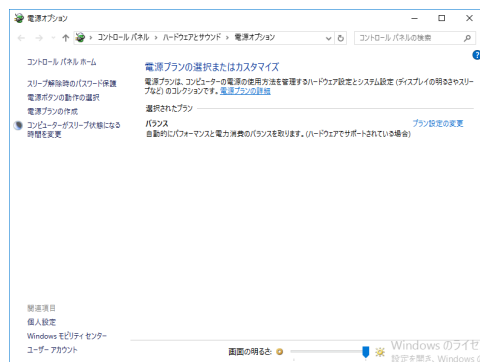 電源オプション
コントロール パネル › ハードウェアとサウンド › 電源オプション
コントロール パネルの検索
コントロール パネル ホーム
スリープ解除時のパスワード保護
電源ボタンの動作の選択
電源プランの作成
コンピューターがスリープ状態になる
時間を変更
電源プランの選択またはカスタマイズ
電源プランは、コンピューターの電源の使用方法を管理するハードウェア設定とシステム設定 (ディスプレイの明るさやスリー
プなど) のコレクションです。電源プランの詳細
選択されたプラン
バランス
プラン設定の変更
自動的にパフォーマンスと電力消費のバランスを取ります。(ハードウェアでサポートされている場合)
関連項目
個人設定
Windows モビリティ センター
ユーザー アカウント
画面の明るさ:
Windows のライセ
設定を開き、Windows の